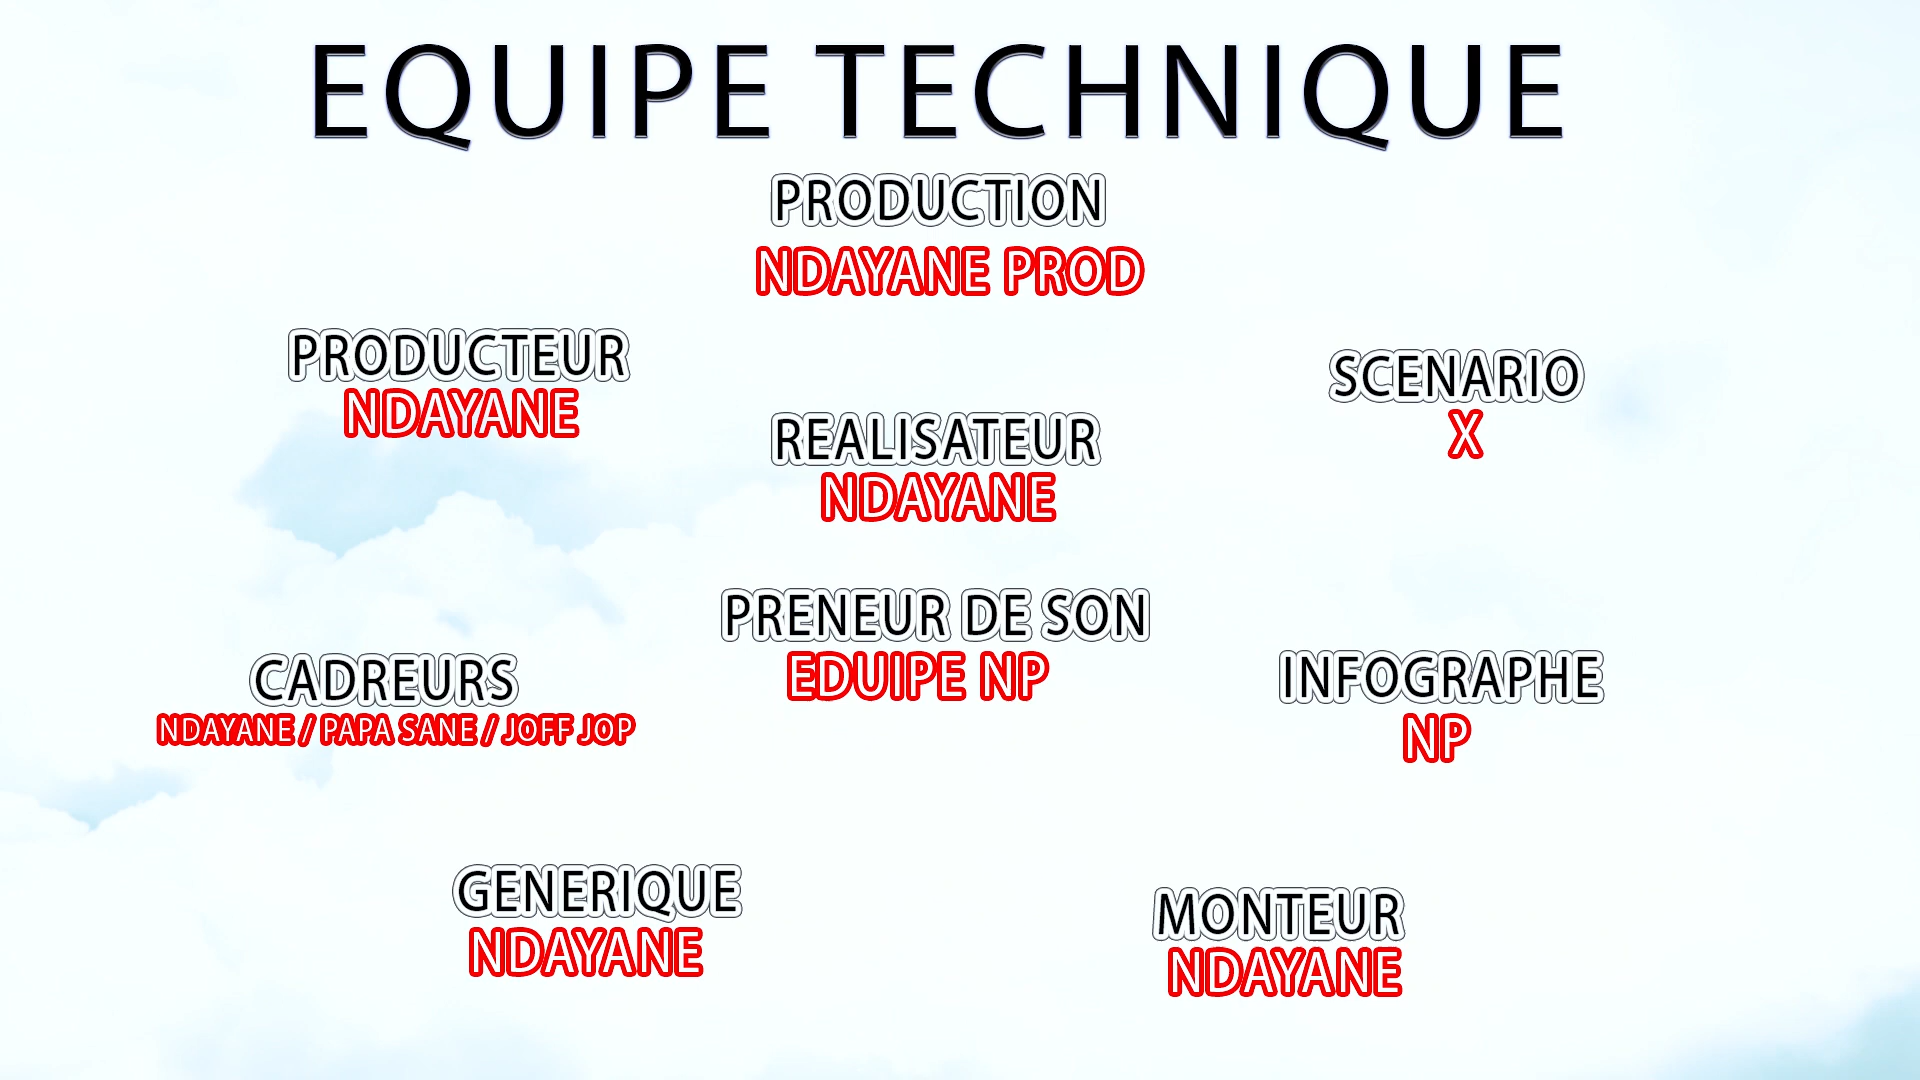 EQUIPE TECHNIQUE
PRODUCTION
NDAYANE PROD
PRODUCTEUR
NDAYANE
SCENARIO
X
REALISATEUR
NDAYANE
PRENEUR DE SON
EDUIPE NP
CADREURS
NDAYANE / PAPA SANE / JOFF JOP
INFOGRAPHE
NP
GENERIQUE
NDAYANE
MONTEUR
NDAYANE